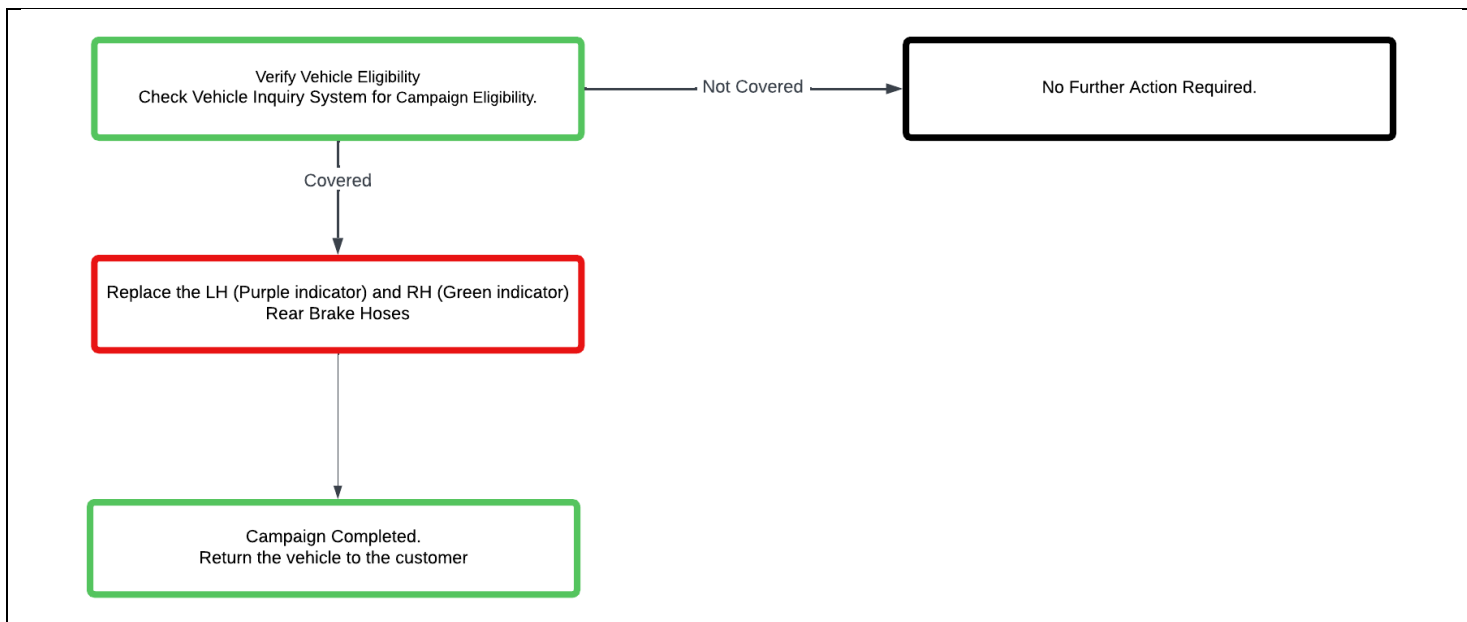 Verify Vehicle Eligibility
Check Vehicle Inquiry System for Campaign Eligibility.
Not Covered
No Further Action Required.
Covered
Replace the LH (Purple indicator) and RH (Green indicator)
Rear Brake Hoses
Campaign Completed.
Return the vehicle to the customer